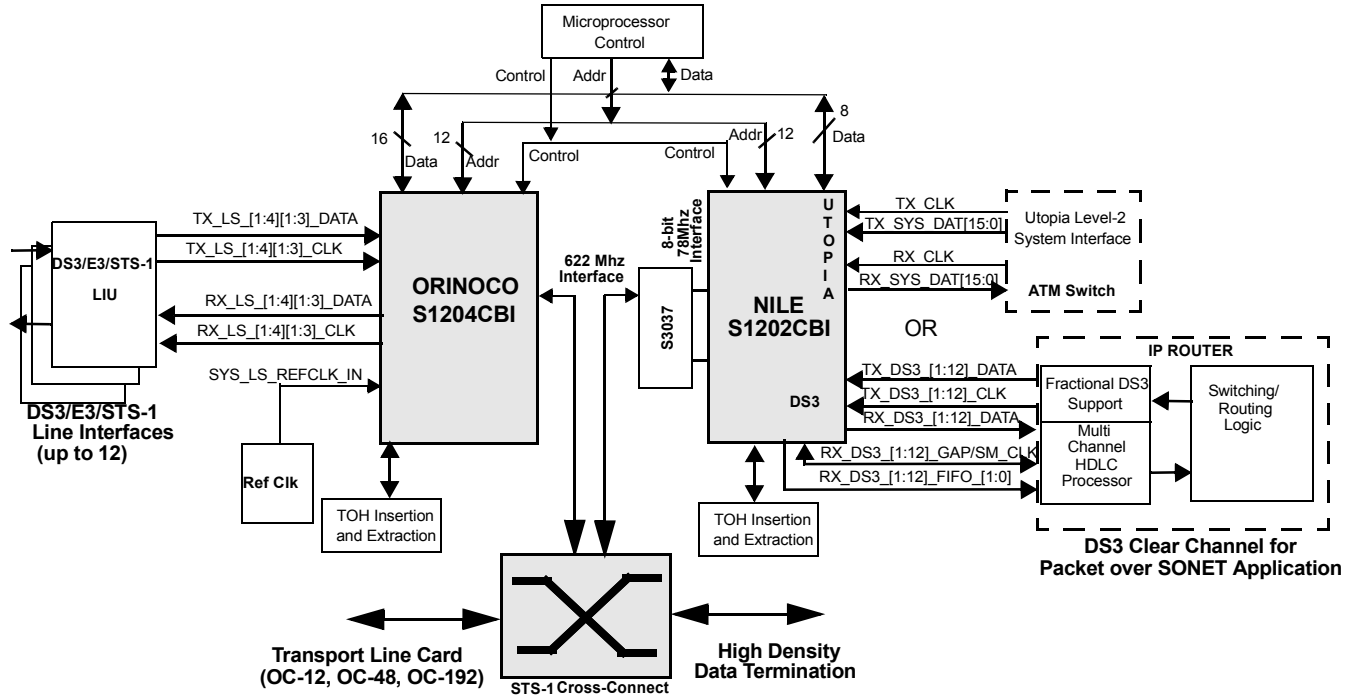 Microprocessor
Control
Control
Addr
Data
16
Data
12
Addr
Control
Control
Addr
12
8
Data
TX_LS_[1:4][1:3]_DATA
TX_LS_[1:4][1:3]_CLK
RX_LS_[1:4][1:3]_DATA
RX_LS_[1:4][1:3]_CLK
SYS_LS_REFCLK_IN
DS3/E3/STS-1
LIU
DS3/E3/STS-1
Line Interfaces
(up to 12)
Ref Clk
ORINOCO
S1204CBI
TOH Insertion
and Extraction
622 Mhz
Interface
S3037
8-bit
78Mhz
Interface
UTOPIA
NILE
S1202CBI
DS3
TOH Insertion
and Extraction
TX_CLK
TX_SYS_DAT[15:0]
RX_CLK
RX_SYS_DAT[15:0]
Utopia Level-2
System Interface
ATM Switch
OR
TX_DS3_[1:12]_DATA
TX_DS3_[1:12]_CLK
RX_DS3_[1:12]_DATA
RX_DS3_[1:12]_GAP/SM_CLK
RX_DS3_[1:12]_FIFO_[1:0]
IP ROUTER
Fractional DS3
Support
Multi
Channel
HDLC
Processor
Switching/
Routing
Logic
DS3 Clear Channel for
Packet over SONET Application
Transport Line Card
(OC-12, OC-48, OC-192)
STS-1 Cross-Connect
High Density
Data Termination